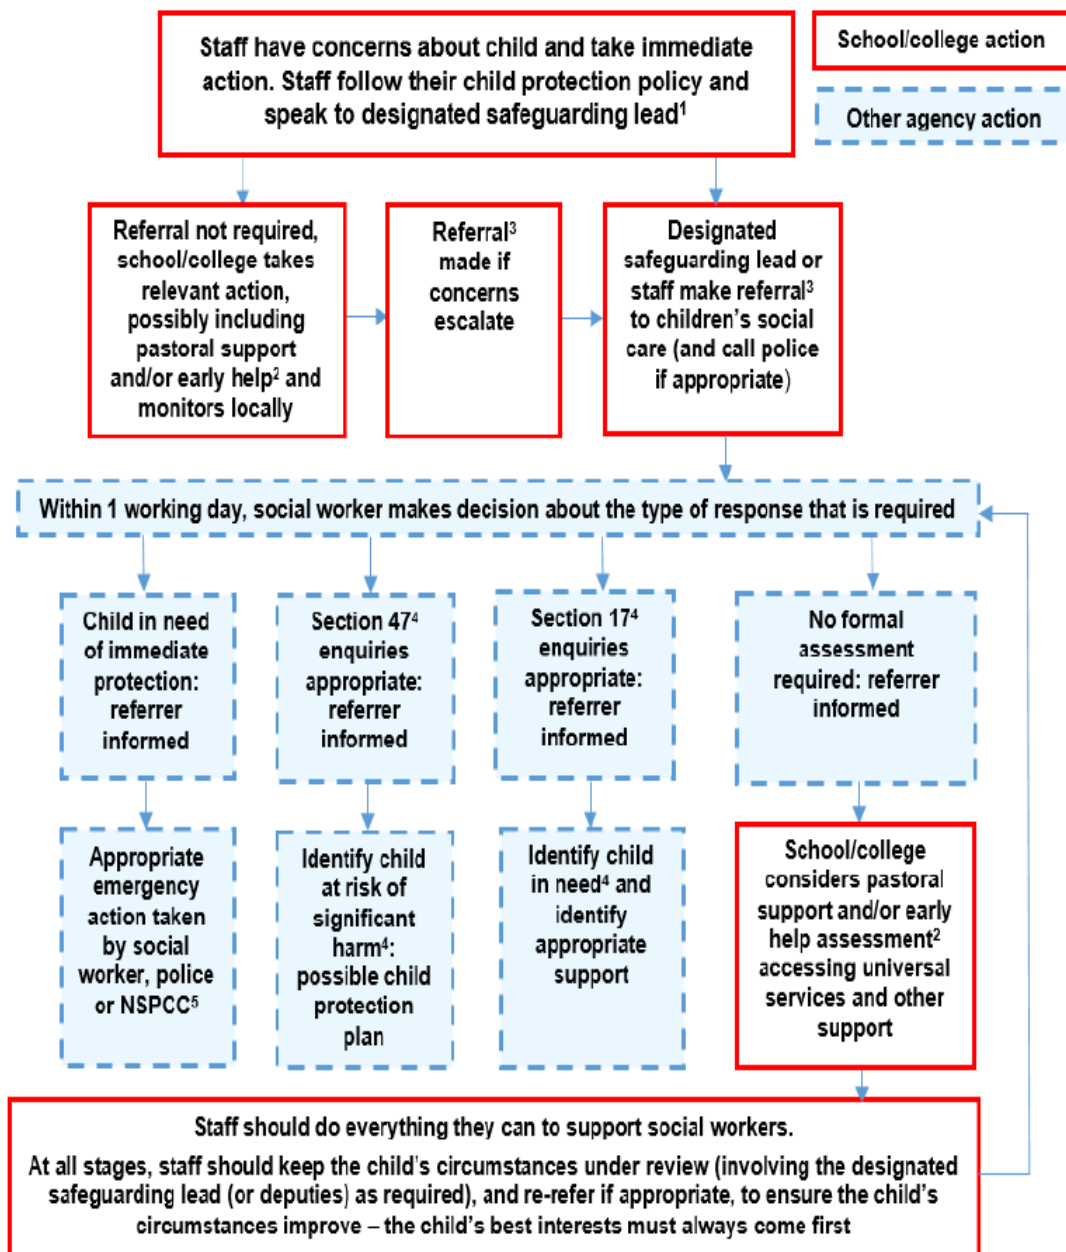 Staff have concerns about child and take immediate
action. Staff follow their child protection policy and
speak to designated safeguarding lead¹
School/college action
Other agency action
Referral not required,
school/college takes
relevant action,
possibly including
pastoral support
and/or early help² and
monitors locally
Referral³
made if
concerns
escalate
Designated
safeguarding lead or
staff make referral³
to children's social
care (and call police
if appropriate)
Within 1 working day, social worker makes decision about the type of response that is required
Child in need
of immediate
protection:
referrer
informed
Section 47⁴
enquiries
appropriate:
referrer
informed
Section 17⁴
enquiries
appropriate:
referrer
informed
No formal
assessment
required: referrer
informed
Appropriate
emergency
action taken
by social
worker, police
or NSPCC⁵
Identify child
at risk of
significant
harm⁴:
possible child
protection
plan
Identify child
in need⁴ and
identify
appropriate
support
School/college
considers pastoral
support and/or early
help assessment²
accessing universal
services and other
support
Staff should do everything they can to support social workers.
At all stages, staff should keep the child's circumstances under review (involving the designated
safeguarding lead (or deputies) as required), and re-refer if appropriate, to ensure the child's
circumstances improve – the child's best interests must always come first